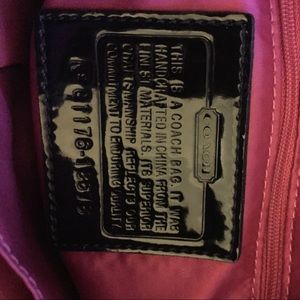 COACH
THIS IS A COACH BAG. IT WAS
HANDCRAFTED IN CHINA FROM THE
FINEST MATERIALS. ITS SUPERIOR
CRAFTSMANSHIP REFLECTS OUR
COMMITMENT TO ENDURING QUALITY.